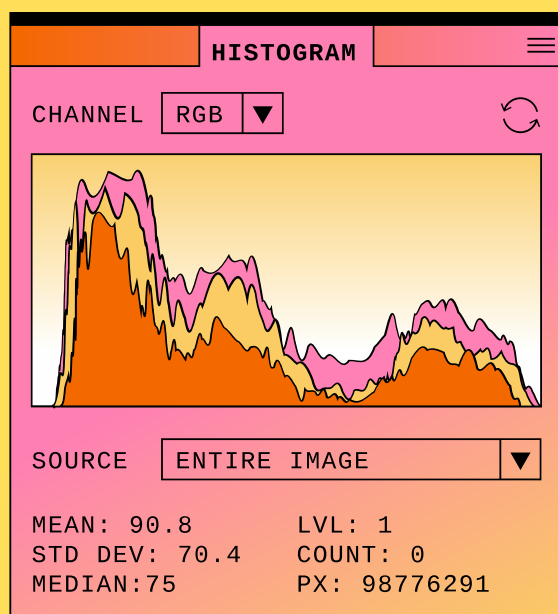 HISTOGRAM
CHANNEL RGB
SOURCE ENTIRE IMAGE
MEAN: 90.8 LVL: 1
STD DEV: 70.4 COUNT: 0
MEDIAN:75 PX: 98776291